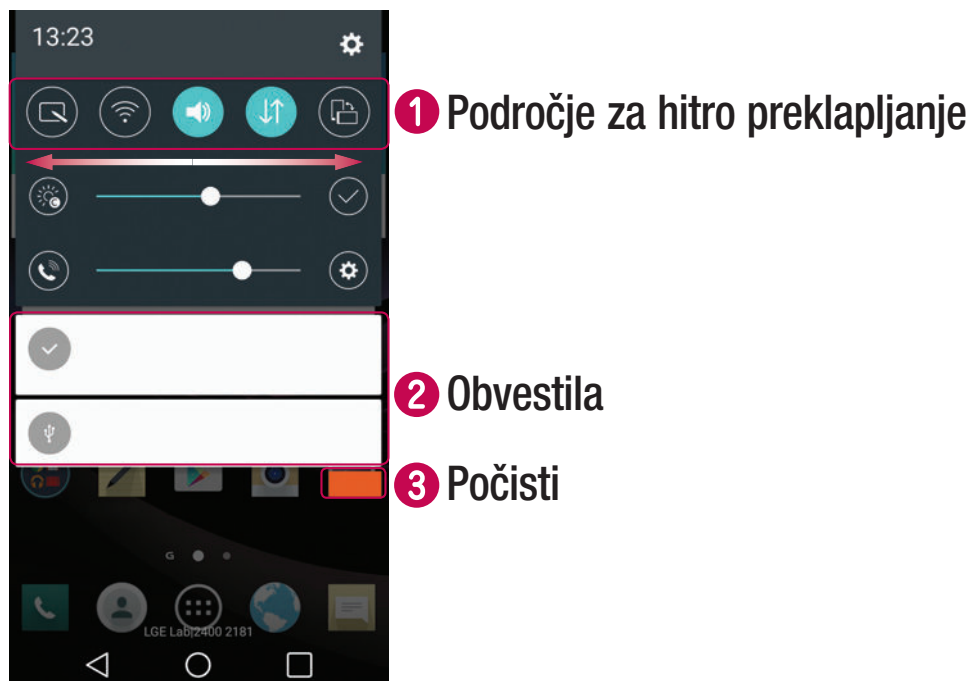 13:23
1 Področje za hitro preklapljanje
2 Obvestila
3 Počisti
G
LGE Lab|2400 2181